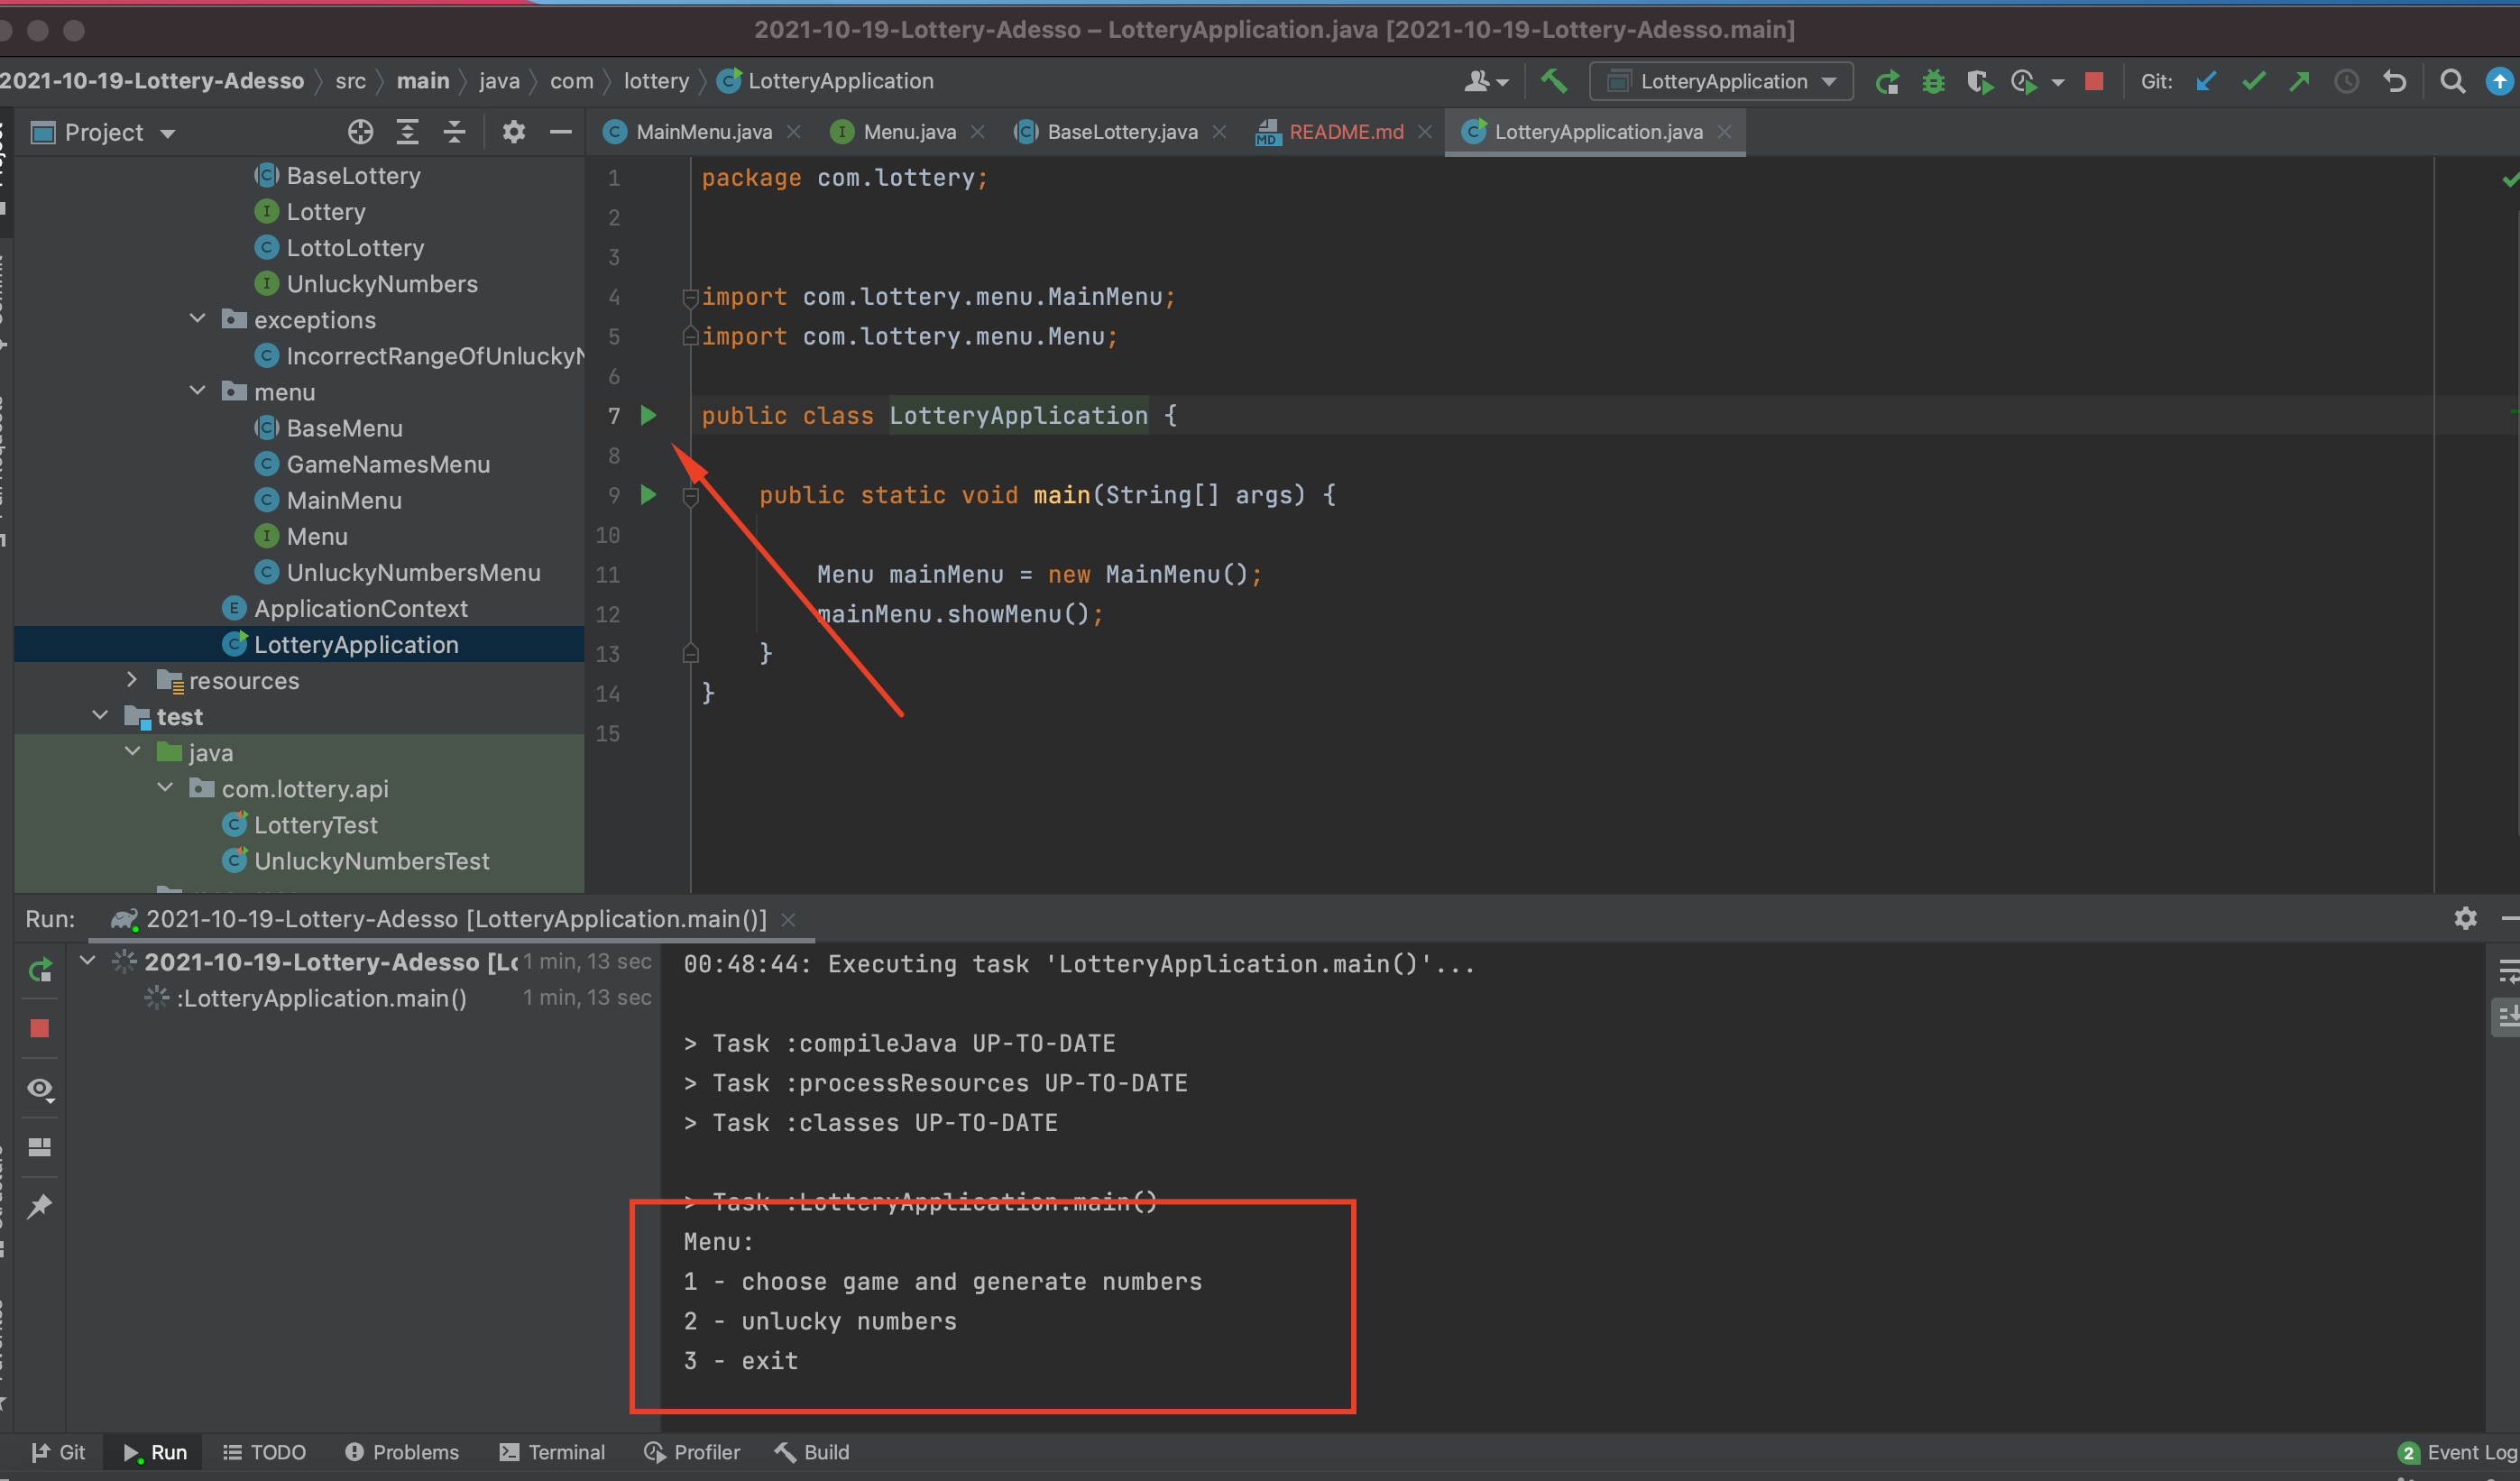 2021-10-19-Lottery-Adesso – LotteryApplication.java [2021-10-19-Lottery-Adesso.main]
2021-10-19-Lottery-Adesso src main java com lottery LotteryApplication
LotteryApplication
Git:
Project
MainMenu.java
Menu.java
BaseLottery.java
README.md
LotteryApplication.java
BaseLottery
Lottery
LottoLottery
UnluckyNumbers
exceptions
IncorrectRangeOfUnluckyN
menu
BaseMenu
GameNamesMenu
MainMenu
Menu
UnluckyNumbersMenu
ApplicationContext
LotteryApplication
resources
test
java
com.lottery.api
LotteryTest
UnluckyNumbersTest
1 package com.lottery;
2
3
4 import com.lottery.menu.MainMenu;
5 import com.lottery.menu.Menu;
6
7 public class LotteryApplication {
8
9 public static void main(String[] args) {
10
11 Menu mainMenu = new MainMenu();
12 mainMenu.showMenu();
13 }
14 }
15
Run: 2021-10-19-Lottery-Adesso [LotteryApplication.main()]
2021-10-19-Lottery-Adesso [Lo 1 min, 13 sec
:LotteryApplication.main() 1 min, 13 sec
00:48:44: Executing task 'LotteryApplication.main()'...
> Task :compileJava UP-TO-DATE
> Task :processResources UP-TO-DATE
> Task :classes UP-TO-DATE
> Task :LotteryApplication.main()
Menu:
1 - choose game and generate numbers
2 - unlucky numbers
3 - exit
Git Run TODO Problems Terminal Profiler Build
2 Event Log